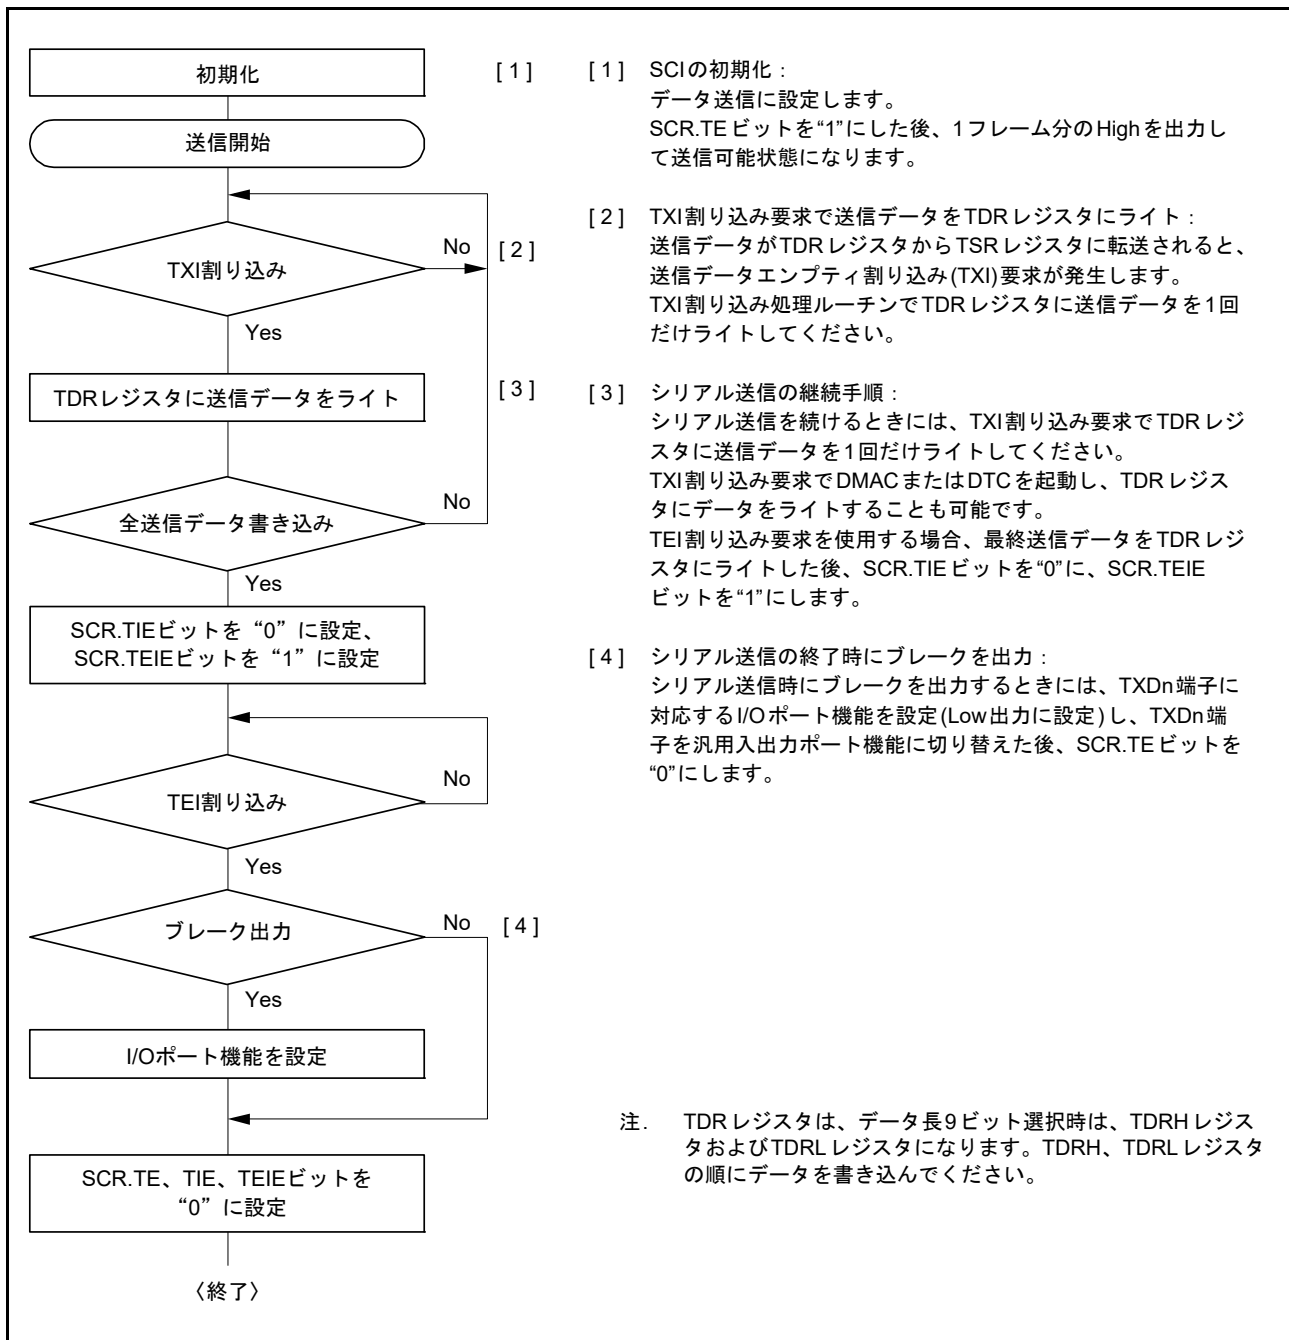 初期化
[1]
送信開始
TXI割り込み
No
[2]
Yes
TDRレジスタに送信データをライト
[3]
全送信データ書き込み
No
Yes
SCR.TIEビットを“0”に設定、
SCR.TEIEビットを“1”に設定
TEI割り込み
No
Yes
ブレーク出力
No
[4]
Yes
I/Oポート機能を設定
SCR.TE、TIE、TEIEビットを
“0”に設定
〈終了〉
[1] SCIの初期化：
データ送信に設定します。
SCR.TEビットを“1”にした後、1フレーム分のHighを出力し
て送信可能状態になります。
[2] TXI割り込み要求で送信データをTDRレジスタにライト：
送信データがTDRレジスタからTSRレジスタに転送されると、
送信データエンプティ割り込み(TXI)要求が発生します。
TXI割り込み処理ルーチンでTDRレジスタに送信データを1回
だけライトしてください。
[3] シリアル送信の継続手順：
シリアル送信を続けるときには、TXI割り込み要求でTDRレジ
スタに送信データを1回だけライトしてください。
TXI割り込み要求でDMACまたはDTCを起動し、TDRレジス
タにデータをライトすることも可能です。
TEI割り込み要求を使用する場合、最終送信データをTDRレジ
スタにライトした後、SCR.TIEビットを“0”に、SCR.TEIE
ビットを“1”にします。
[4] シリアル送信の終了時にブレークを出力：
シリアル送信時にブレークを出力するときには、TXDn端子に
対応するI/Oポート機能を設定(Low出力に設定)し、TXDn端
子を汎用入出力ポート機能に切り替えた後、SCR.TEビットを
“0”にします。
注. TDRレジスタは、データ長9ビット選択時は、TDRHレジス
タおよびTDRLレジスタになります。TDRH、TDRLレジスタ
の順にデータを書き込んでください。